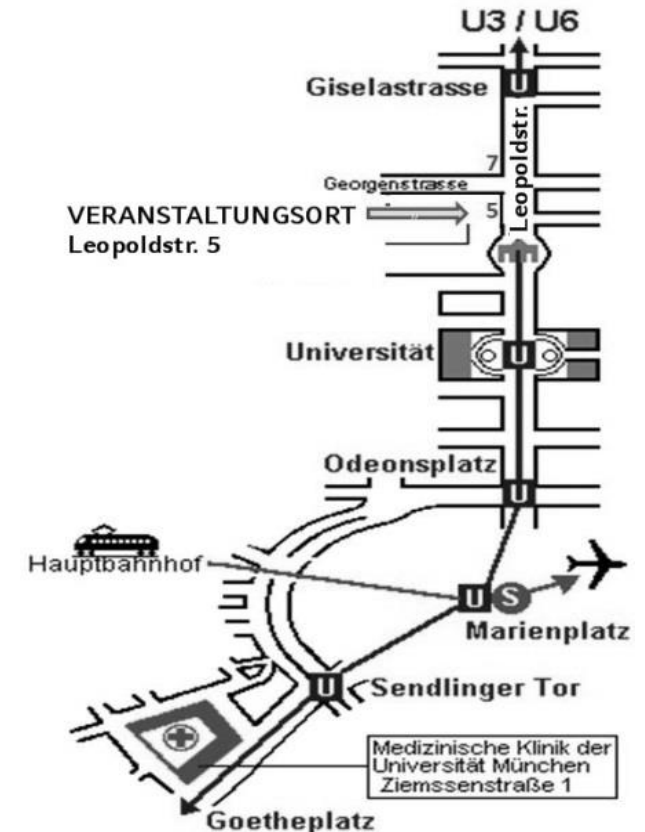 U3 / U6
Giselastrasse
U
Leopoldstr.
7
Georgenstrasse
VERANSTALTUNGSORT
5
Leopoldstr. 5
Universität
U
Odeonsplatz
U
Hauptbahnhof
U S
Marienplatz
U
Sendlinger Tor
Medizinische Klinik der
Universität München
Ziemssenstraße 1
Goetheplatz